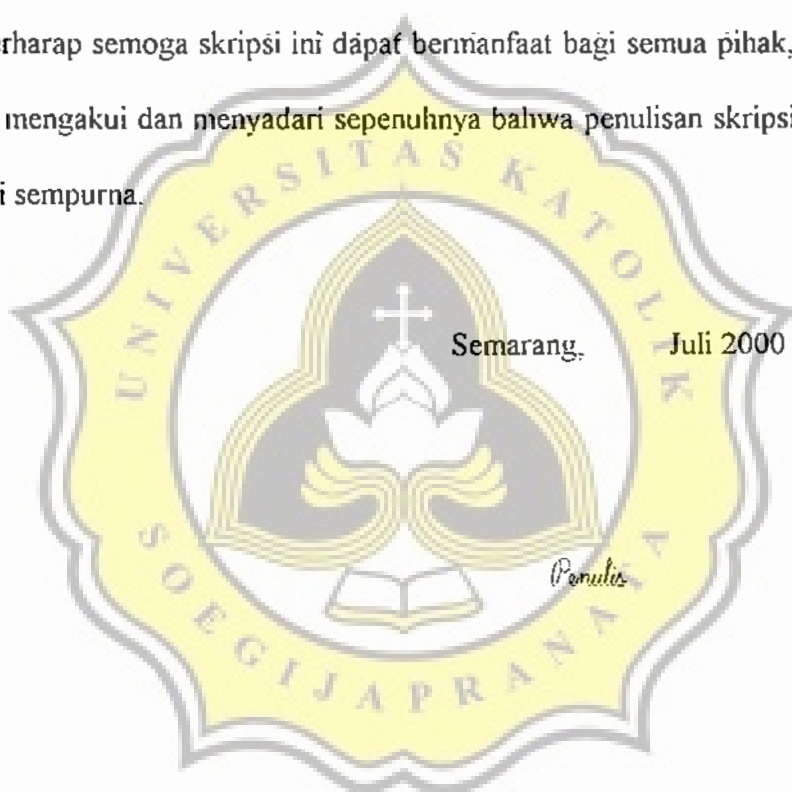 erharap semoga skripsi ini dapat bermanfaat bagi semua pihak,
mengakui dan menyadari sepenuhnya bahwa penulisan skripsi
i sempurna.
UNIVERSITAS KATOLIK
Semarang, Juli 2000
Penulis
SOEGIJAPRANATA